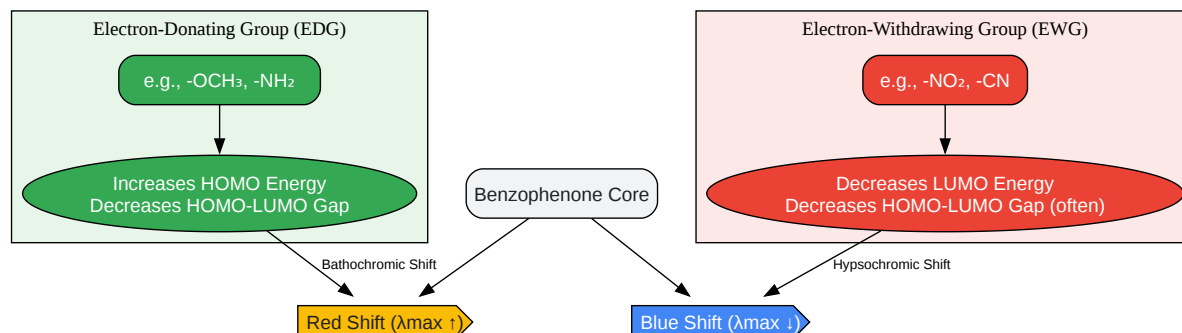 Electron-Donating Group (EDG)
e.g., -OCH₃, -NH₂
Increases HOMO Energy
Decreases HOMO-LUMO Gap
Electron-Withdrawing Group (EWG)
e.g., -NO₂, -CN
Decreases LUMO Energy
Decreases HOMO-LUMO Gap (often)
Benzophenone Core
Bathochromic Shift
Hypsochromic Shift
Red Shift (λmax ↑)
Blue Shift (λmax ↓)